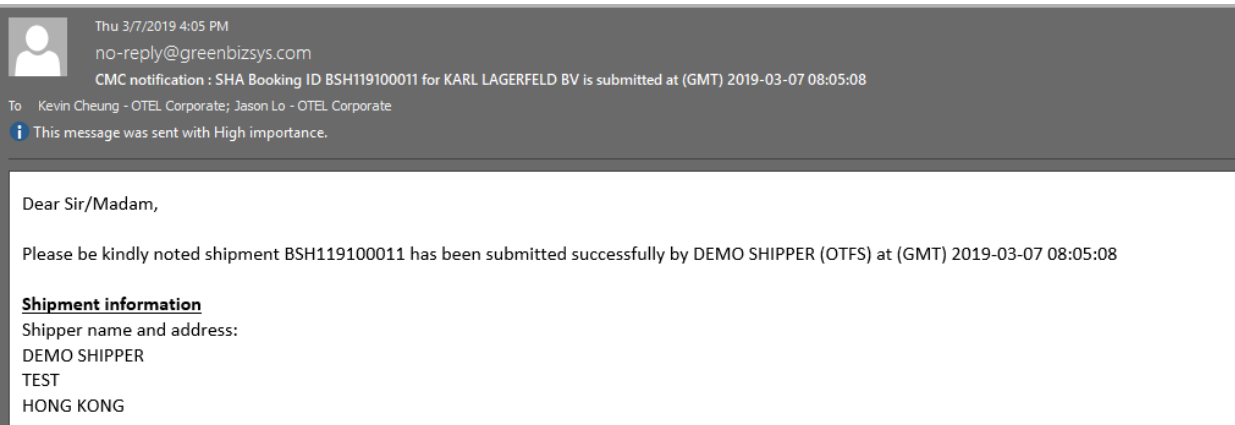 Thu 3/7/2019 4:05 PM
no-reply@greenbizsys.com
CMC notification : SHA Booking ID BSH119100011 for KARL LAGERFELD BV is submitted at (GMT) 2019-03-07 08:05:08
To Kevin Cheung - OTEL Corporate; Jason Lo - OTEL Corporate
i This message was sent with High importance.
Dear Sir/Madam,
Please be kindly noted shipment BSH119100011 has been submitted successfully by DEMO SHIPPER (OTFS) at (GMT) 2019-03-07 08:05:08
Shipment information
Shipper name and address:
DEMO SHIPPER
TEST
HONG KONG